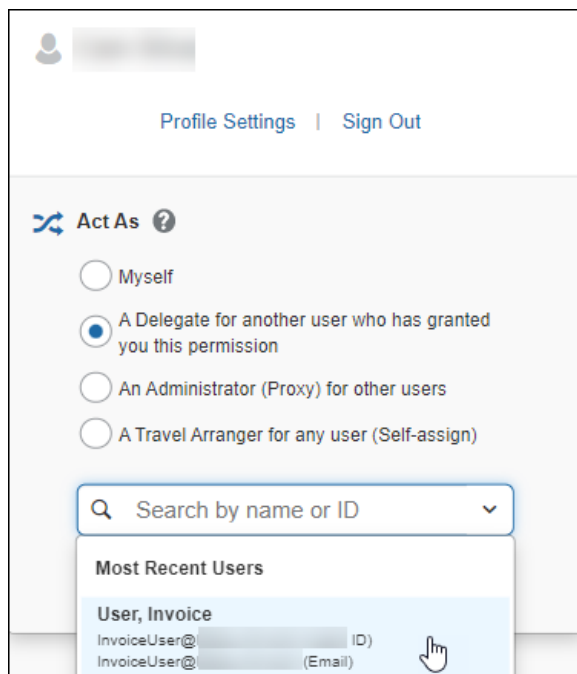 Profile Settings | Sign Out
Act As ?
Myself
A Delegate for another user who has granted
you this permission
An Administrator (Proxy) for other users
A Travel Arranger for any user (Self-assign)
Search by name or ID
Most Recent Users
User, Invoice
InvoiceUser@ ID)
InvoiceUser@ (Email)